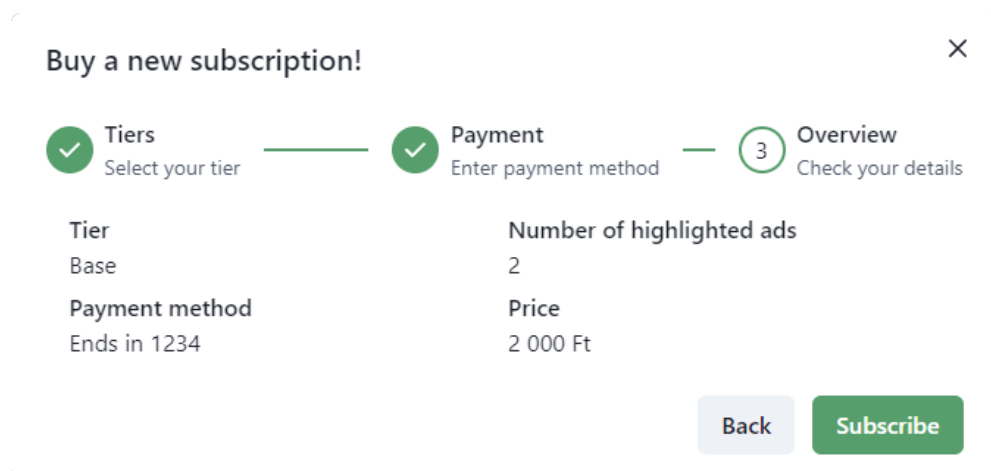 Buy a new subscription!
Tiers
Select your tier
Payment
Enter payment method
3
Overview
Check your details
Tier
Base
Number of highlighted ads
2
Payment method
Ends in 1234
Price
2 000 Ft
Back
Subscribe